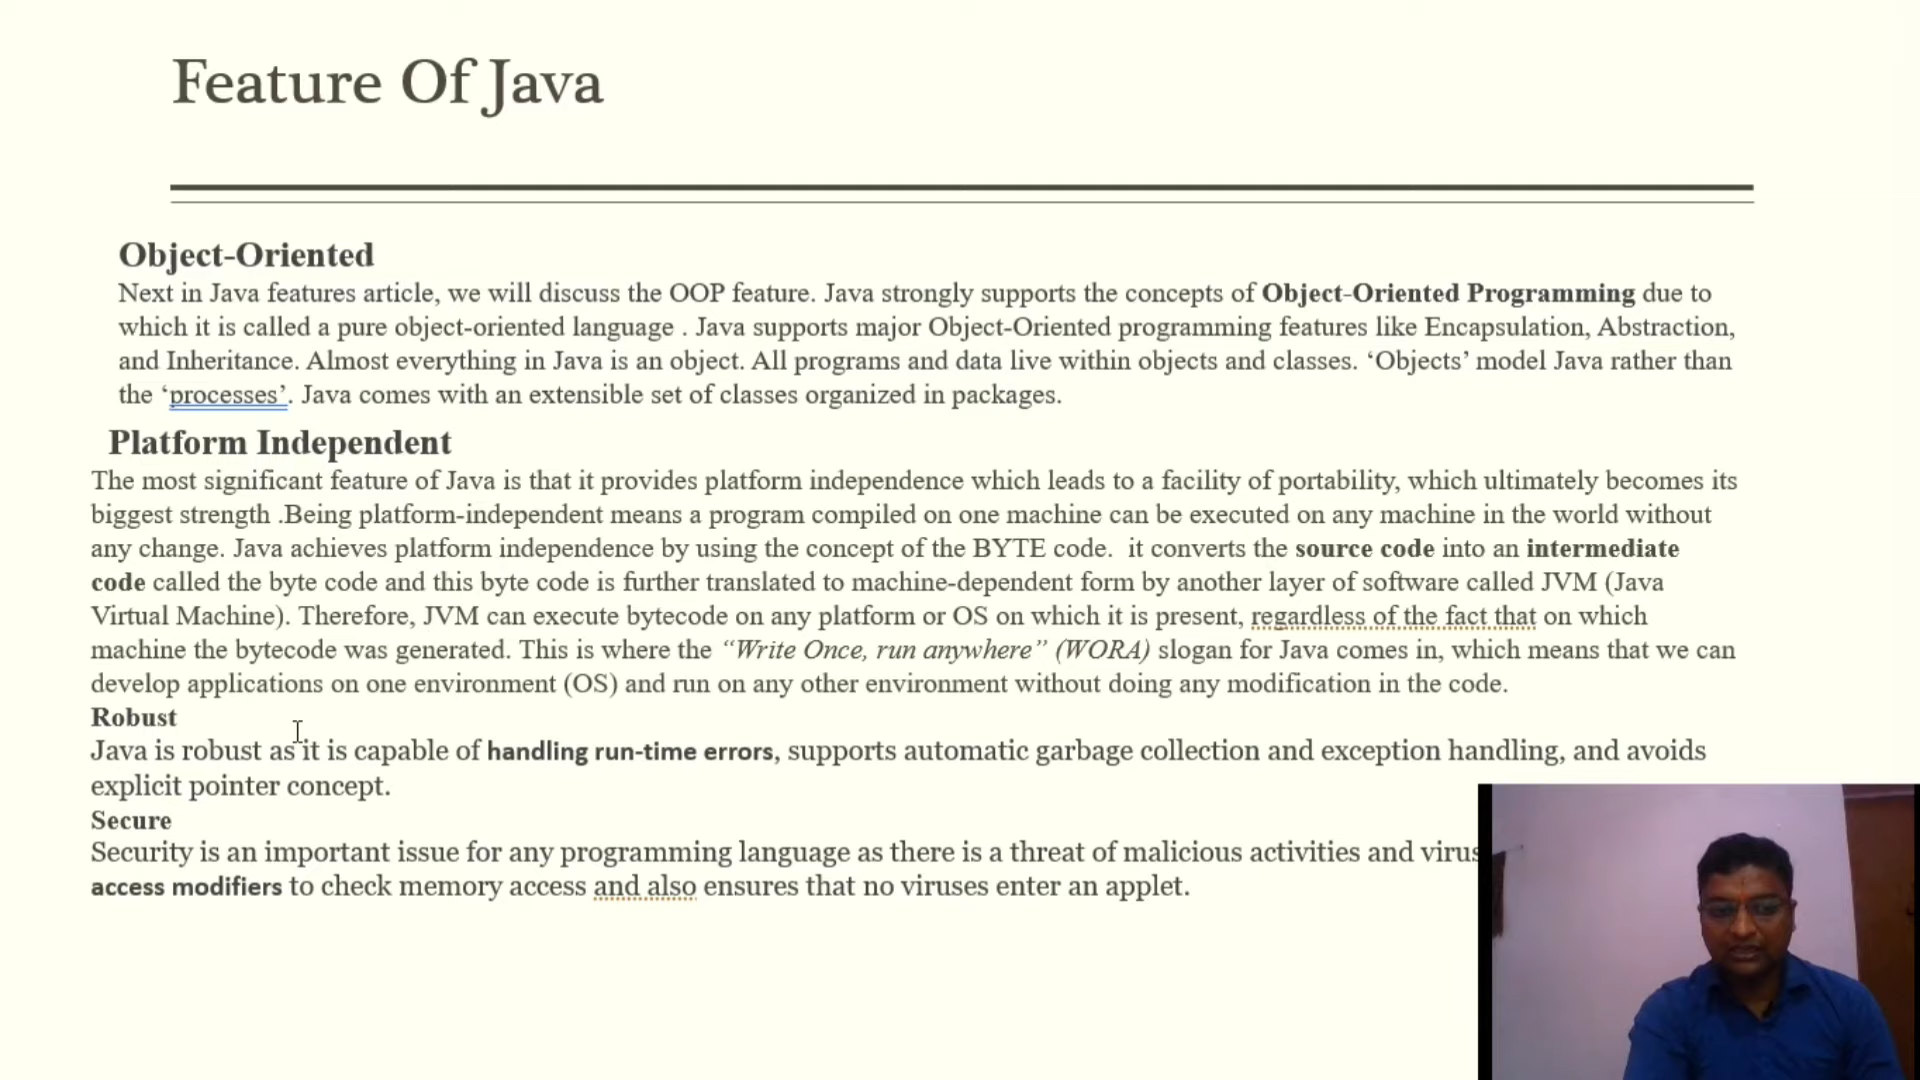 Feature Of Java
Object-Oriented
Next in Java features article, we will discuss the OOP feature. Java strongly supports the concepts of Object-Oriented Programming due to
which it is called a pure object-oriented language . Java supports major Object-Oriented programming features like Encapsulation, Abstraction,
and Inheritance. Almost everything in Java is an object. All programs and data live within objects and classes. ‘Objects’ model Java rather than
the ‘processes’. Java comes with an extensible set of classes organized in packages.
Platform Independent
The most significant feature of Java is that it provides platform independence which leads to a facility of portability, which ultimately becomes its
biggest strength .Being platform-independent means a program compiled on one machine can be executed on any machine in the world without
any change. Java achieves platform independence by using the concept of the BYTE code.  it converts the source code into an intermediate
code called the byte code and this byte code is further translated to machine-dependent form by another layer of software called JVM (Java
Virtual Machine). Therefore, JVM can execute bytecode on any platform or OS on which it is present, regardless of the fact that on which
machine the bytecode was generated. This is where the “Write Once, run anywhere” (WORA) slogan for Java comes in, which means that we can
develop applications on one environment (OS) and run on any other environment without doing any modification in the code.
Robust
Java is robust as it is capable of handling run-time errors, supports automatic garbage collection and exception handling, and avoids
explicit pointer concept.
Secure
Security is an important issue for any programming language as there is a threat of malicious activities and virus
access modifiers to check memory access and also ensures that no viruses enter an applet.